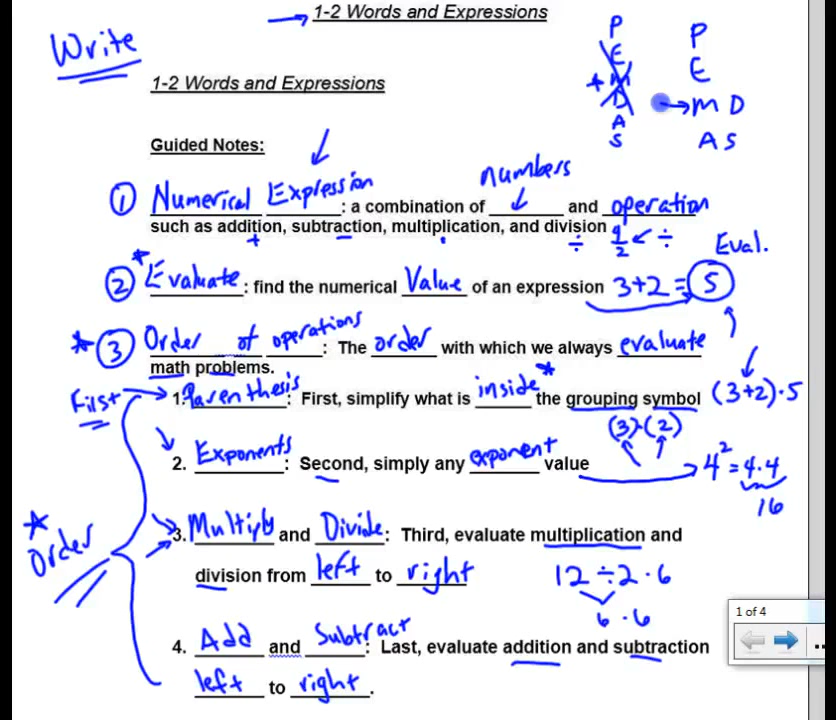 1-2 Words and Expressions
Write
P
E
M
D
A
S
P
E
M D
A S
1-2 Words and Expressions
Guided Notes:
numbers
① Numerical Expression: a combination of ________ and operation
such as addition, subtraction, multiplication, and division 9/2 ← ÷
+ - · ÷
Eval.
② *Evaluate: find the numerical Value of an expression 3+2=5
* ③ Order of operations: The order with which we always evaluate
math problems.
First → 1. Parenthesis: First, simplify what is inside* the grouping symbol (3+2)·5
(3)·(2)
2. Exponents: Second, simply any exponent value → 4²=4·4
16
* Order
3. Multiply and Divide: Third, evaluate multiplication and
division from left to right 12÷2·6
6·6
4. Add and Subtract: Last, evaluate addition and subtraction
left to right.
1 of 4